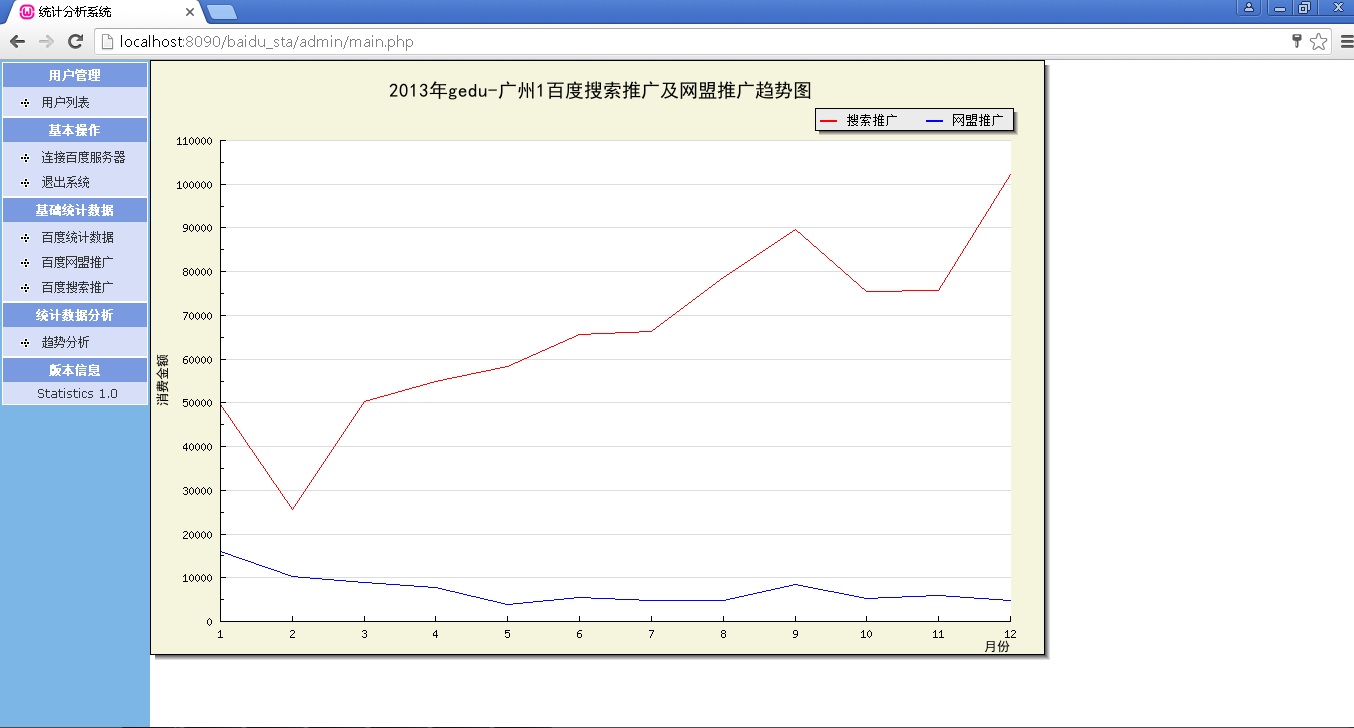 统计分析系统
localhost:8090/baidu_sta/admin/main.php
用户管理
用户列表
基本操作
连接百度服务器
退出系统
基础统计数据
百度统计数据
百度网盟推广
百度搜索推广
统计数据分析
趋势分析
版本信息
Statistics 1.0
2013年gedu-广州1百度搜索推广及网盟推广趋势图
搜索推广 网盟推广
消费金额
110000
100000
90000
80000
70000
60000
50000
40000
30000
20000
10000
0
1 2 3 4 5 6 7 8 9 10 11 12
月份